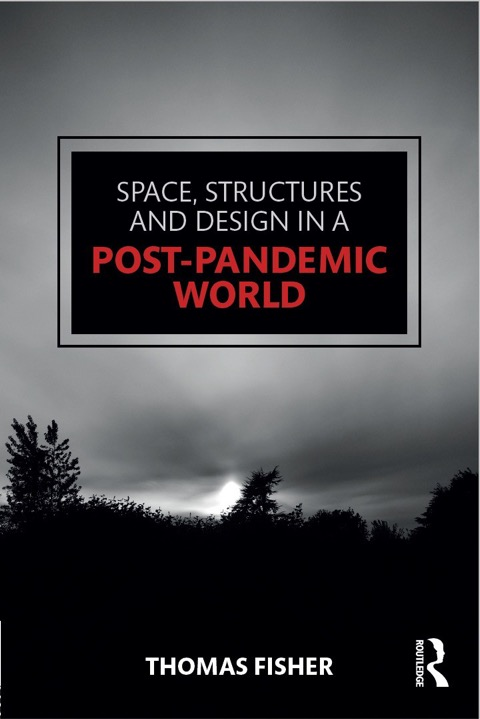 SPACE, STRUCTURES
AND DESIGN IN A
POST-PANDEMIC
WORLD
THOMAS FISHER
ROUTLEDGE